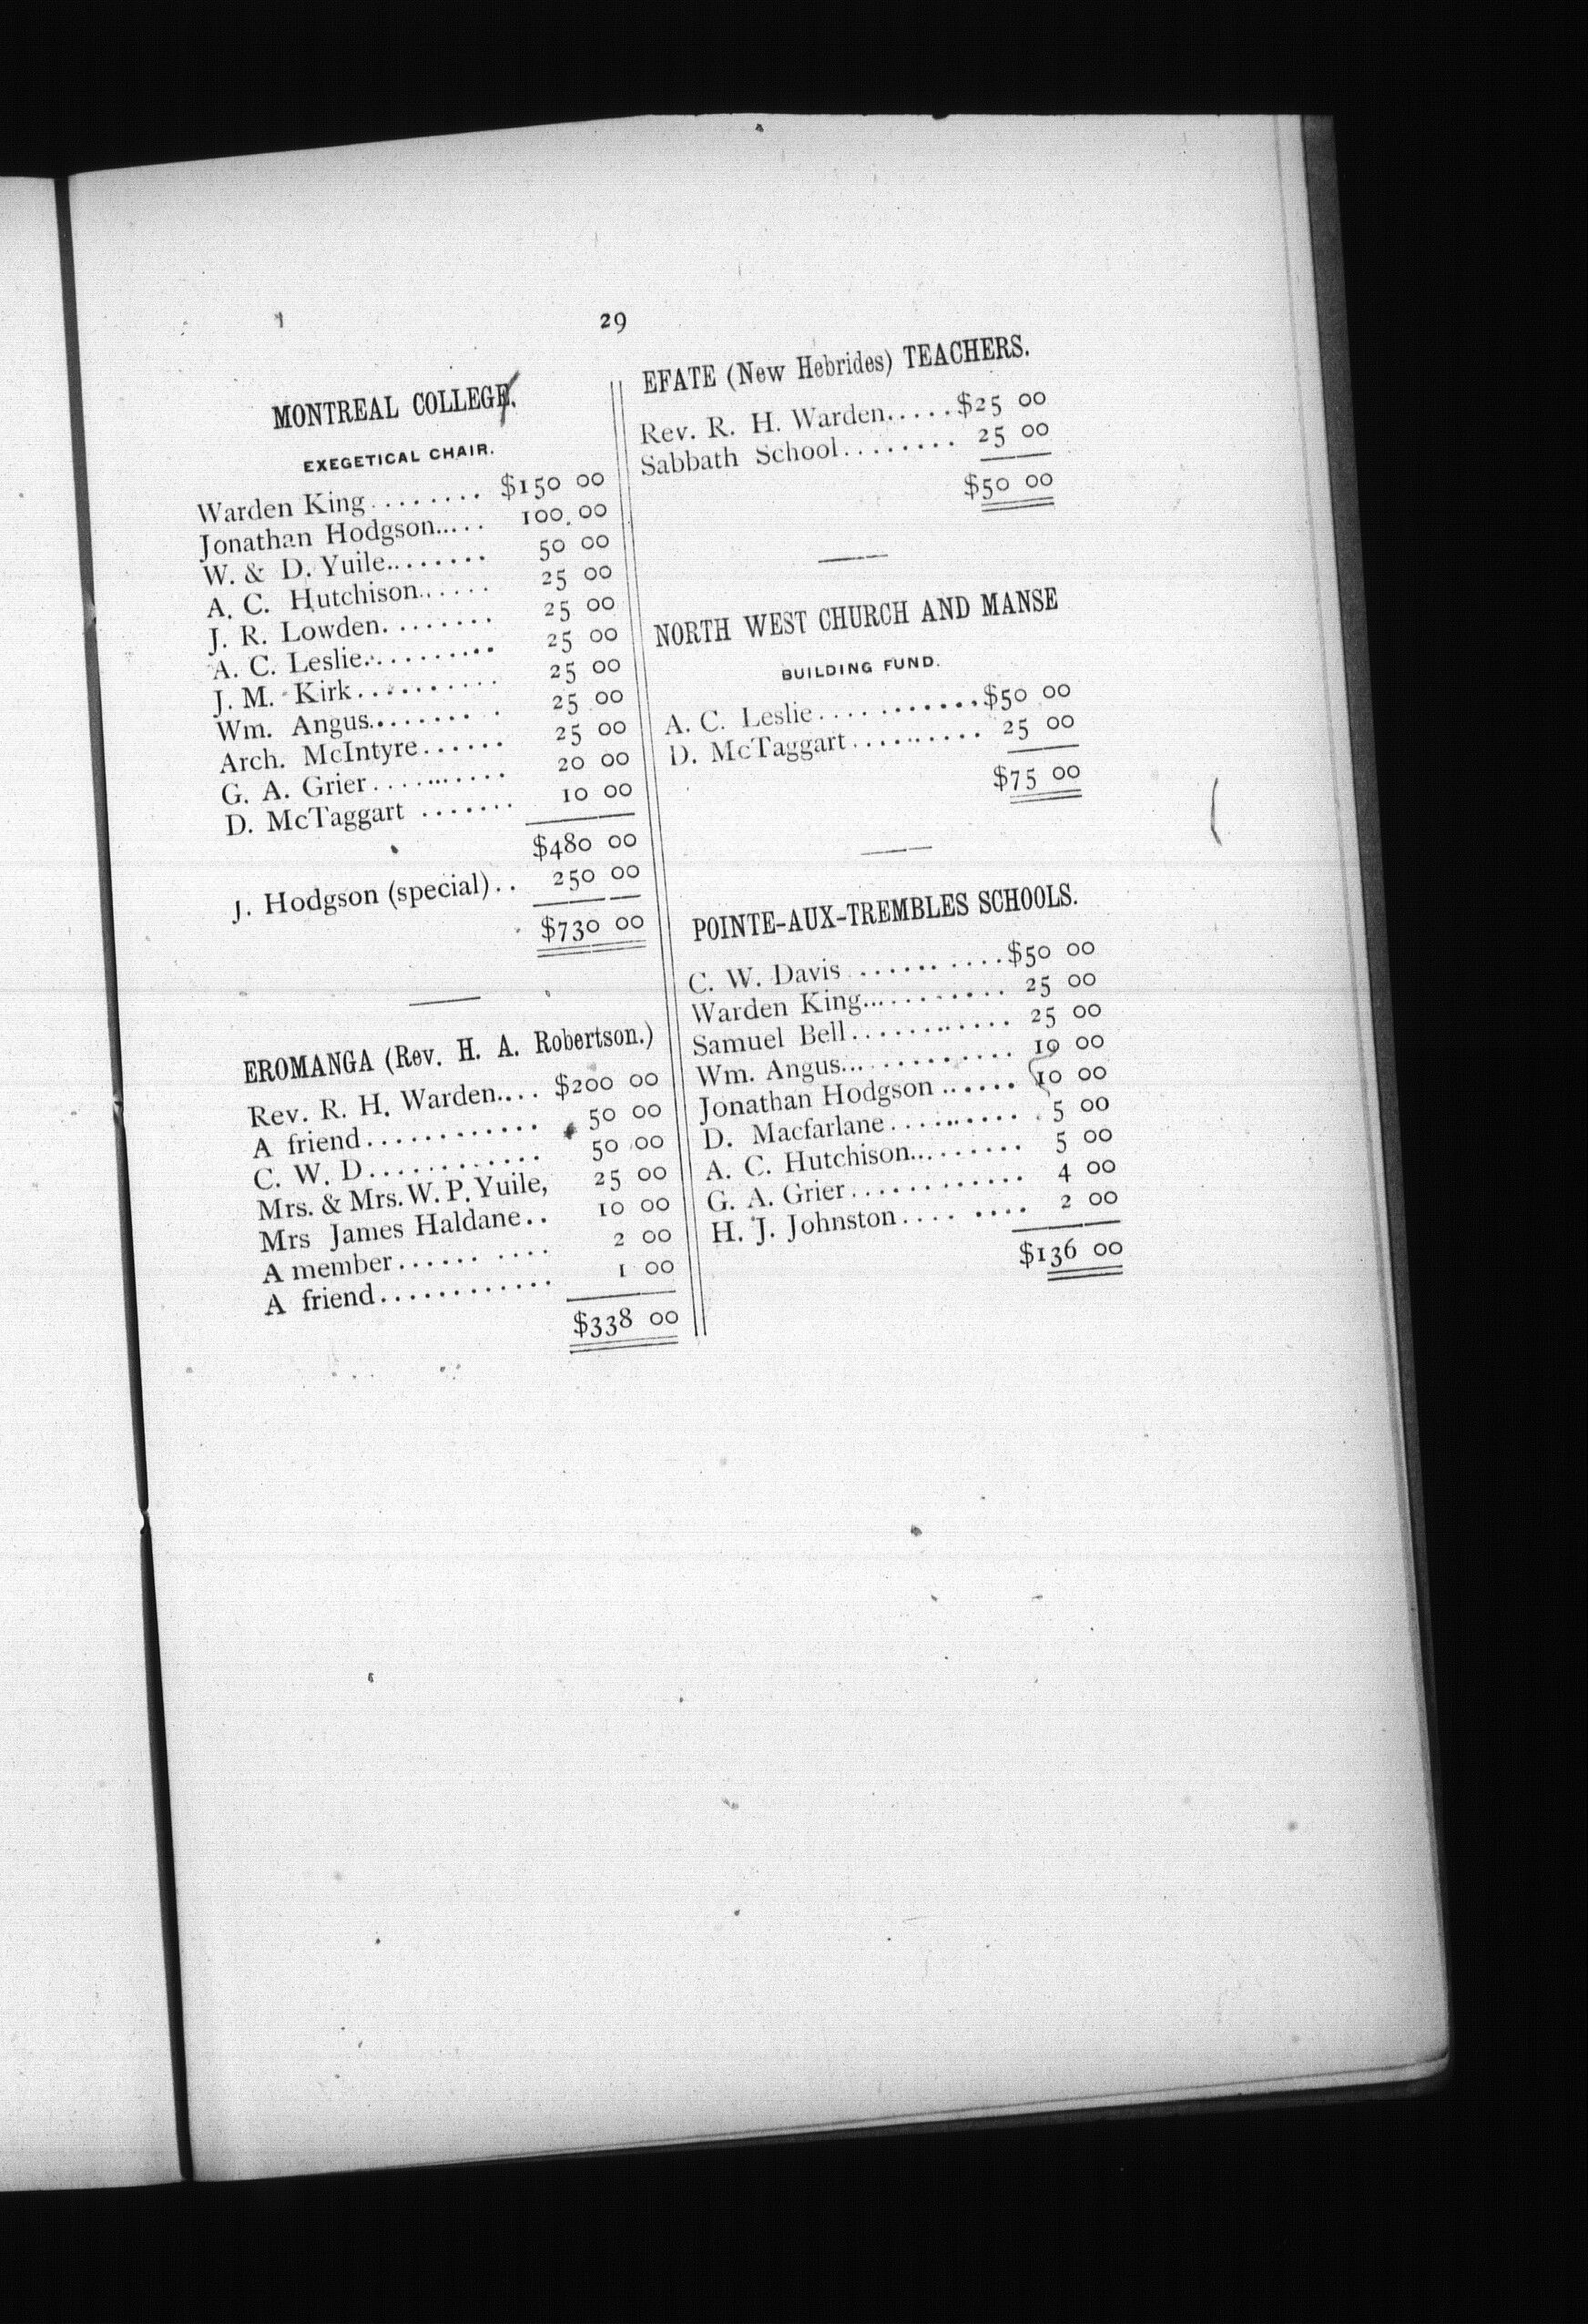 29
MONTREAL COLLEGE.
EXEGETICAL CHAIR.
Warden King........ $150 00
Jonathan Hodgson..... 100 00
W. & D. Yuile........ 50 00
A. C. Hutchison...... 25 00
J. R. Lowden........ 25 00
A. C. Leslie.......... 25 00
J. M. Kirk.......... 25 00
Wm. Angus........ . 25 00
Arch. McIntyre...... 25 00
G. A. Grier.......... 20 00
D. McTaggart ....... 10 00
$480 00
J. Hodgson (special).. 250 00
$730 00
EROMANGA (Rev. H. A. Robertson.)
Rev. R. H. Warden.... $200 00
A friend............ 50 00
C. W. D............ 50 00
Mrs. & Mrs. W. P. Yuile, 25 00
Mrs James Haldane.. 10 00
A member...... .... 2 00
A friend............ 1 00
$338 00
EFATE (New Hebrides) TEACHERS.
Rev. R. H. Warden.....$25 00
Sabbath School........ 25 00
$50 00
NORTH WEST CHURCH AND MANSE
BUILDING FUND.
A. C. Leslie............$50 00
D. McTaggart.......... 25 00
$75 00
POINTE-AUX-TREMBLES SCHOOLS.
C. W. Davis ...... ....$50 00
Warden King.......... 25 00
Samuel Bell........... 25 00
Wm. Angus............ 10 00
Jonathan Hodgson ...... 10 00
D. Macfarlane.......... 5 00
A. C. Hutchison......... 5 00
G. A. Grier............ 4 00
H. J. Johnston.... .... 2 00
$136 00